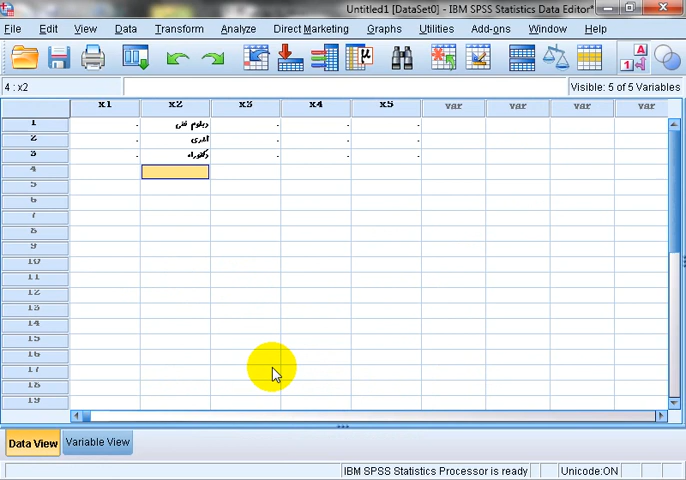 Untitled1 [DataSet0] - IBM SPSS Statistics Data Editor*
File Edit View Data Transform Analyze Direct Marketing Graphs Utilities Add-ons Window Help
4 : x2 Visible: 5 of 5 Variables
x1 x2 x3 x4 x5 var var var var
1 . دیپلوم فنی . . .
2 . . . .
3 . دکتوراه . . .
4
5
6
7
8
9
10
11
12
13
14
15
16
17
18
19
Data View Variable View
IBM SPSS Statistics Processor is ready Unicode:ON